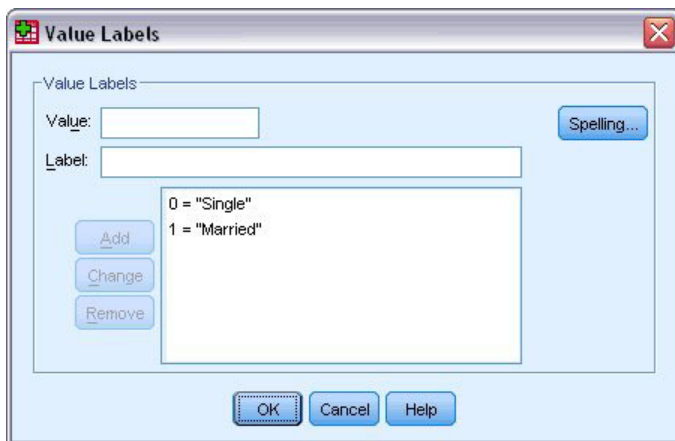 Value Labels
Value Labels
Value:
Spelling...
Label:
0 = "Single"
1 = "Married"
Add
Change
Remove
OK
Cancel
Help